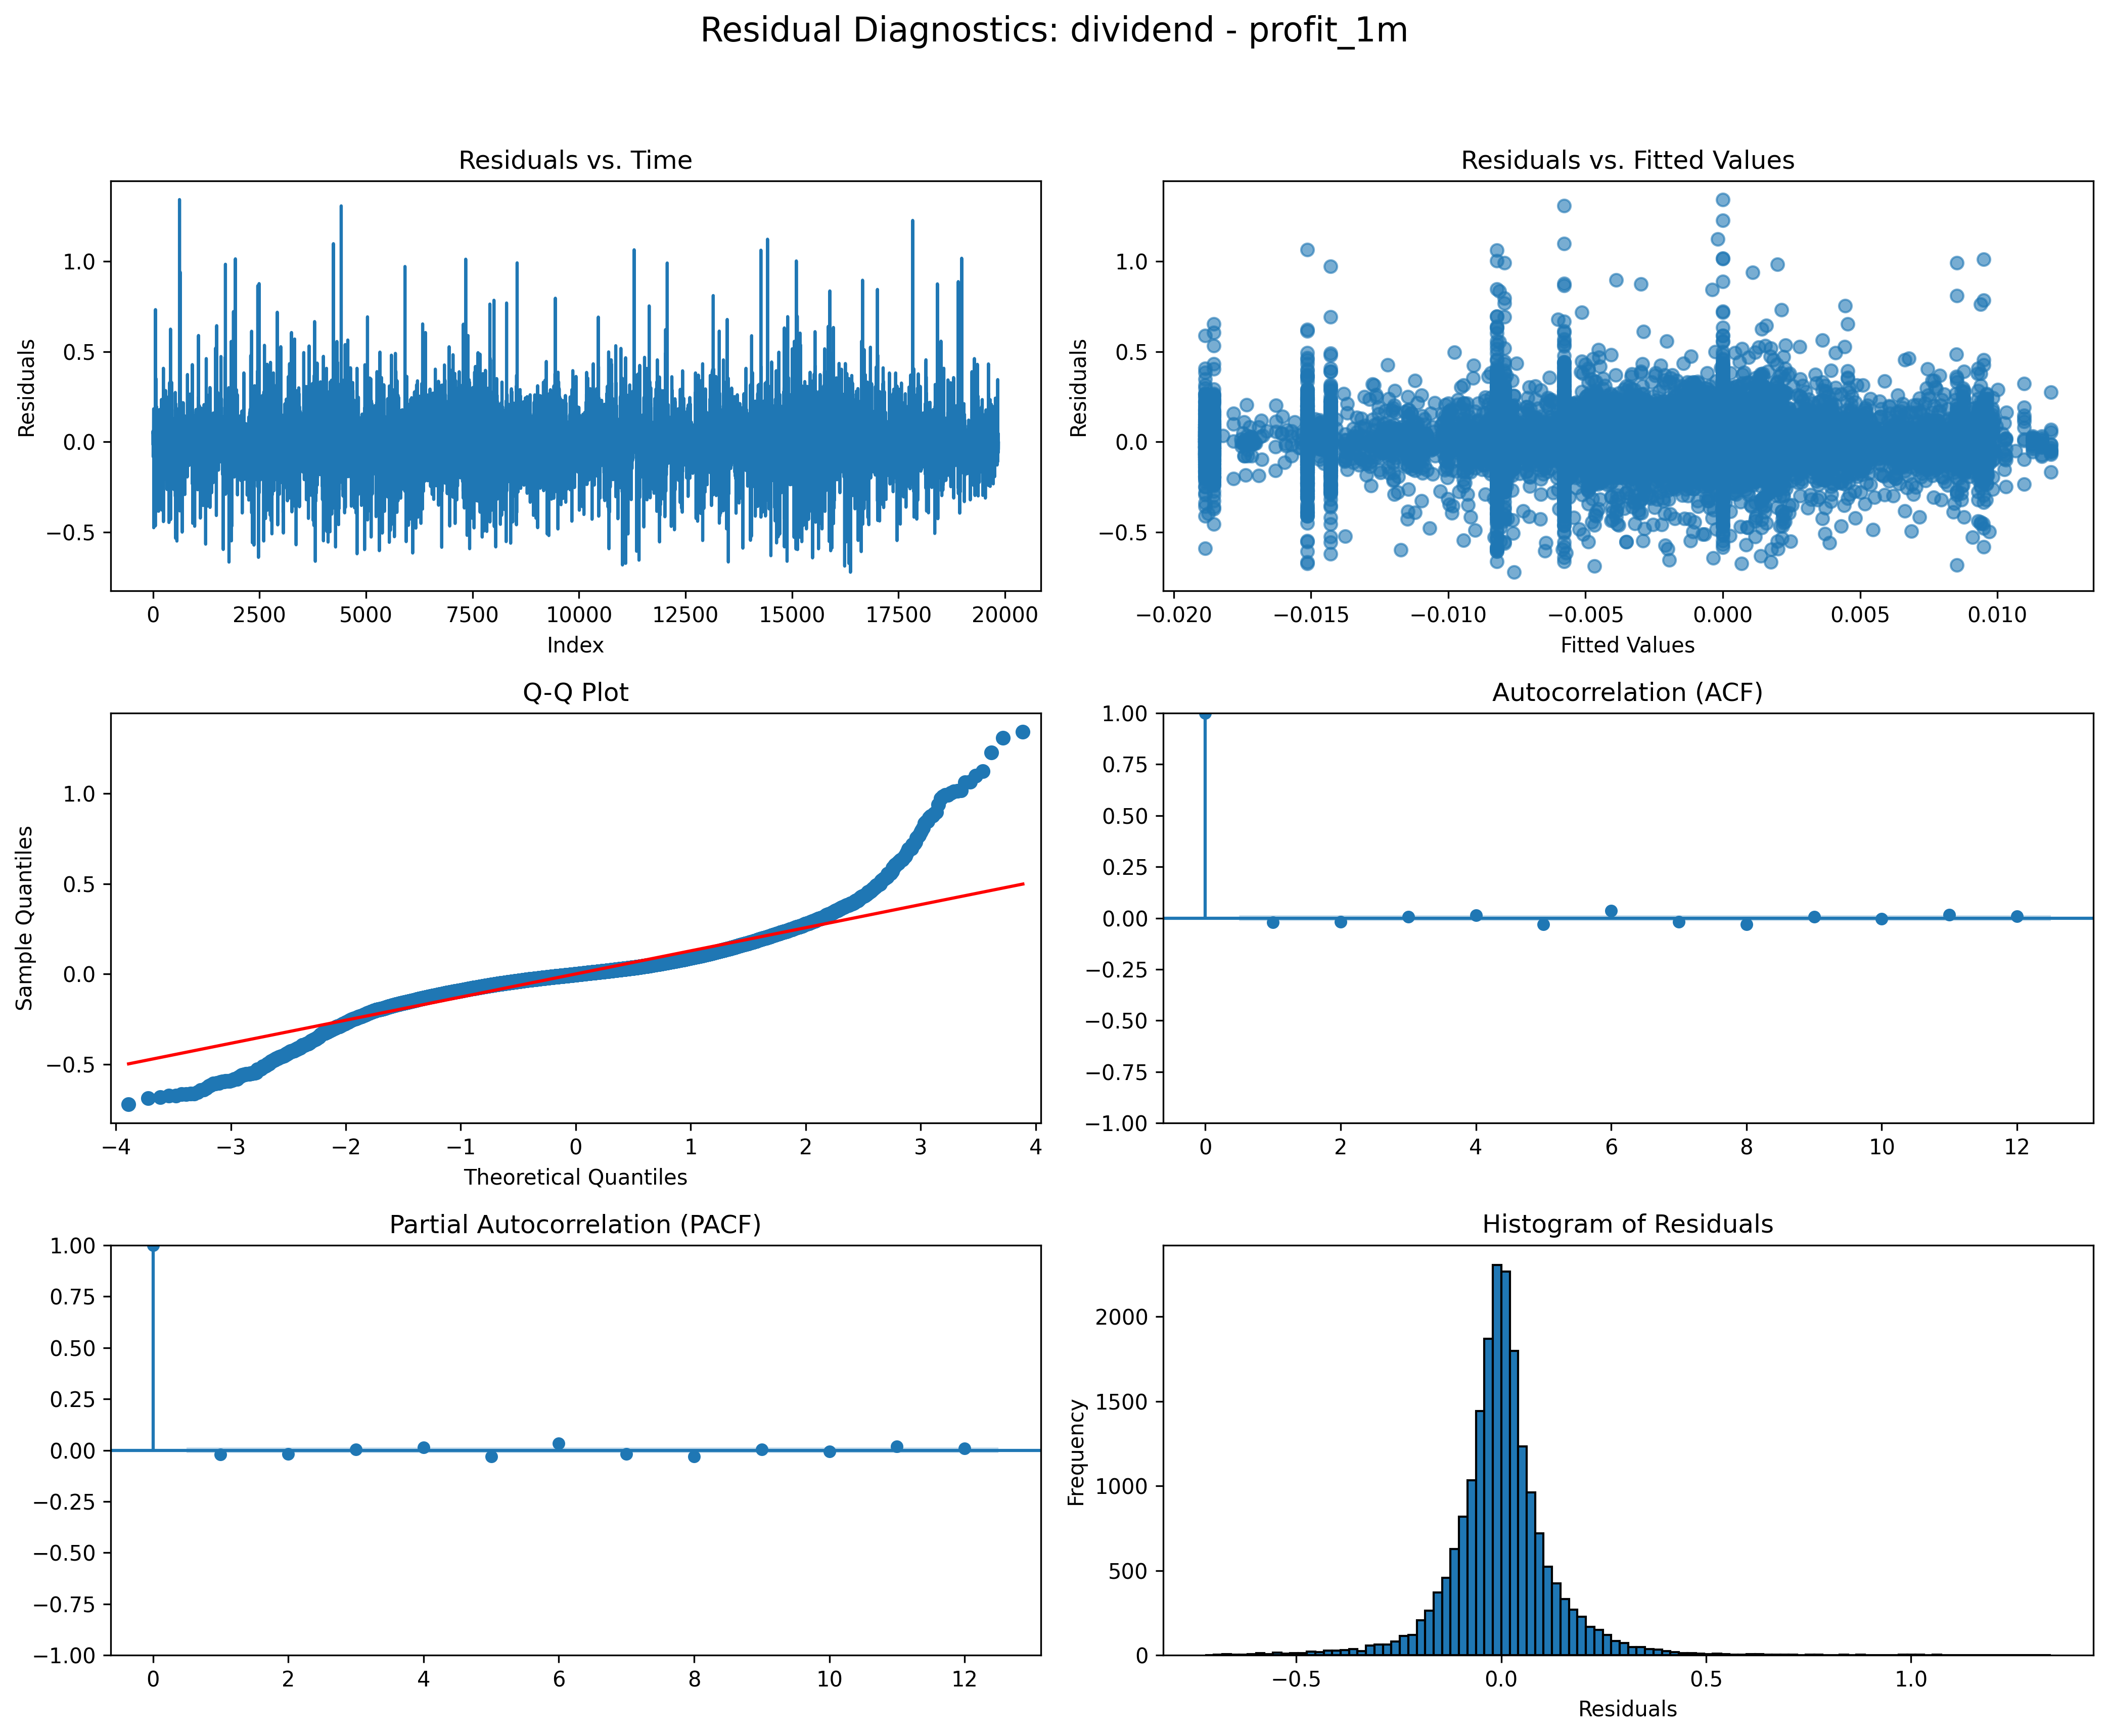 Residual Diagnostics: dividend - profit_1m
Residuals vs. Time
Residuals
1.0
0.5
0.0
−0.5
0 2500 5000 7500 10000 12500 15000 17500 20000
Index
Residuals vs. Fitted Values
Residuals
1.0
0.5
0.0
−0.5
−0.020 −0.015 −0.010 −0.005 0.000 0.005 0.010
Fitted Values
Q-Q Plot
Sample Quantiles
1.0
0.5
0.0
−0.5
−4 −3 −2 −1 0 1 2 3 4
Theoretical Quantiles
Autocorrelation (ACF)
1.00
0.75
0.50
0.25
0.00
−0.25
−0.50
−0.75
−1.00
0 2 4 6 8 10 12
Partial Autocorrelation (PACF)
1.00
0.75
0.50
0.25
0.00
−0.25
−0.50
−0.75
−1.00
0 2 4 6 8 10 12
Histogram of Residuals
Frequency
2000
1500
1000
500
0
−0.5 0.0 0.5 1.0
Residuals